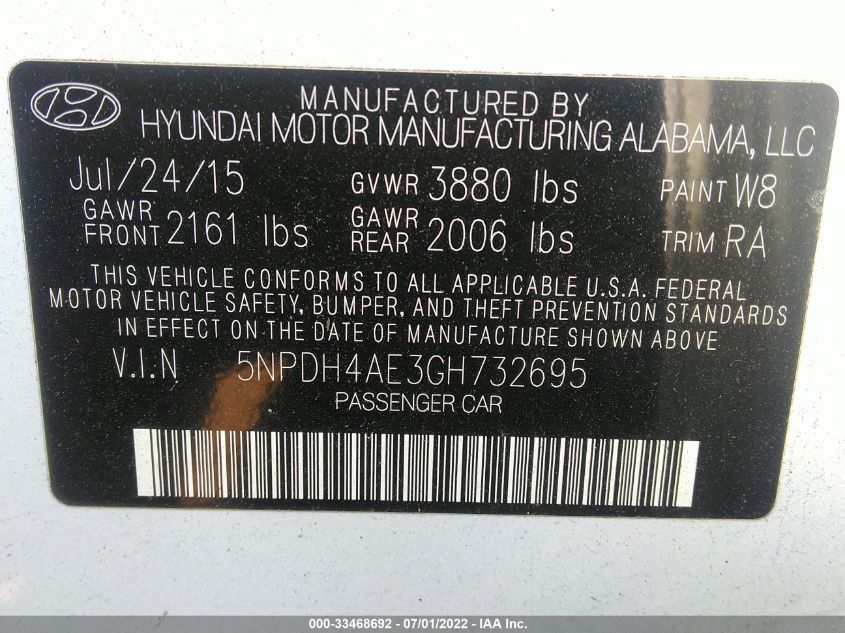 MANUFACTURED BY
HYUNDAI MOTOR MANUFACTURING ALABAMA, LLC
Jul/24/15 GVWR 3880 lbs PAINT W8
GAWR FRONT 2161 lbs GAWR REAR 2006 lbs TRIM RA
THIS VEHICLE CONFORMS TO ALL APPLICABLE U.S.A. FEDERAL
MOTOR VEHICLE SAFETY, BUMPER, AND THEFT PREVENTION STANDARDS
IN EFFECT ON THE DATE OF MANUFACTURE SHOWN ABOVE
V.I.N 5NPDH4AE3GH732695
PASSENGER CAR
000-33468692 - 07/01/2022 - IAA, Inc.